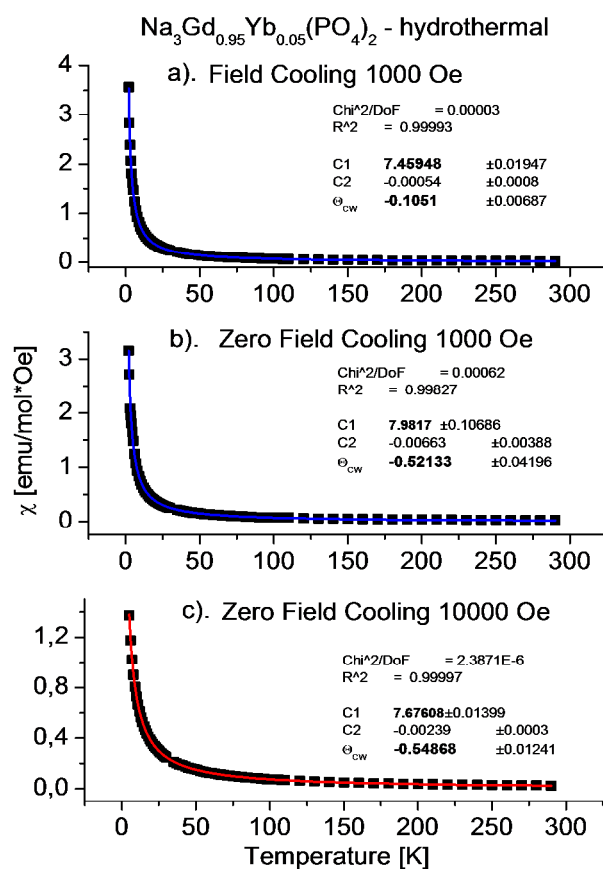 Na3Gd0.95Yb0.05(PO4)2 - hydrothermal
a). Field Cooling 1000 Oe
Chi^2/DoF = 0.00003
R^2 = 0.99993
C1 7.45948 ±0.01947
C2 -0.00054 ±0.0008
Θcw -0.1051 ±0.00687
4
3
2
1
0
0 50 100 150 200 250 300
b). Zero Field Cooling 1000 Oe
Chi^2/DoF = 0.00062
R^2 = 0.99827
C1 7.9817 ±0.10686
C2 -0.00663 ±0.00388
Θcw -0.52133 ±0.04196
3
2
1
0
0 50 100 150 200 250 300
χ [emu/mol*Oe]
c). Zero Field Cooling 10000 Oe
Chi^2/DoF = 2.3871E-6
R^2 = 0.99997
C1 7.67608±0.01399
C2 -0.00239 ±0.0003
Θcw -0.54868 ±0.01241
1,2
0,8
0,4
0,0
0 50 100 150 200 250 300
Temperature [K]